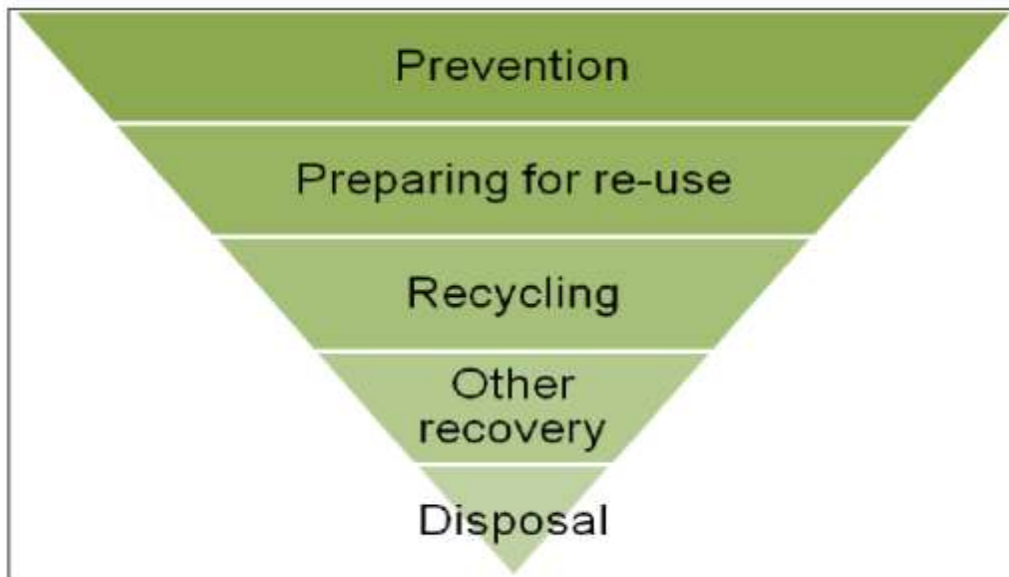 Prevention
Preparing for re-use
Recycling
Other
recovery
Disposal